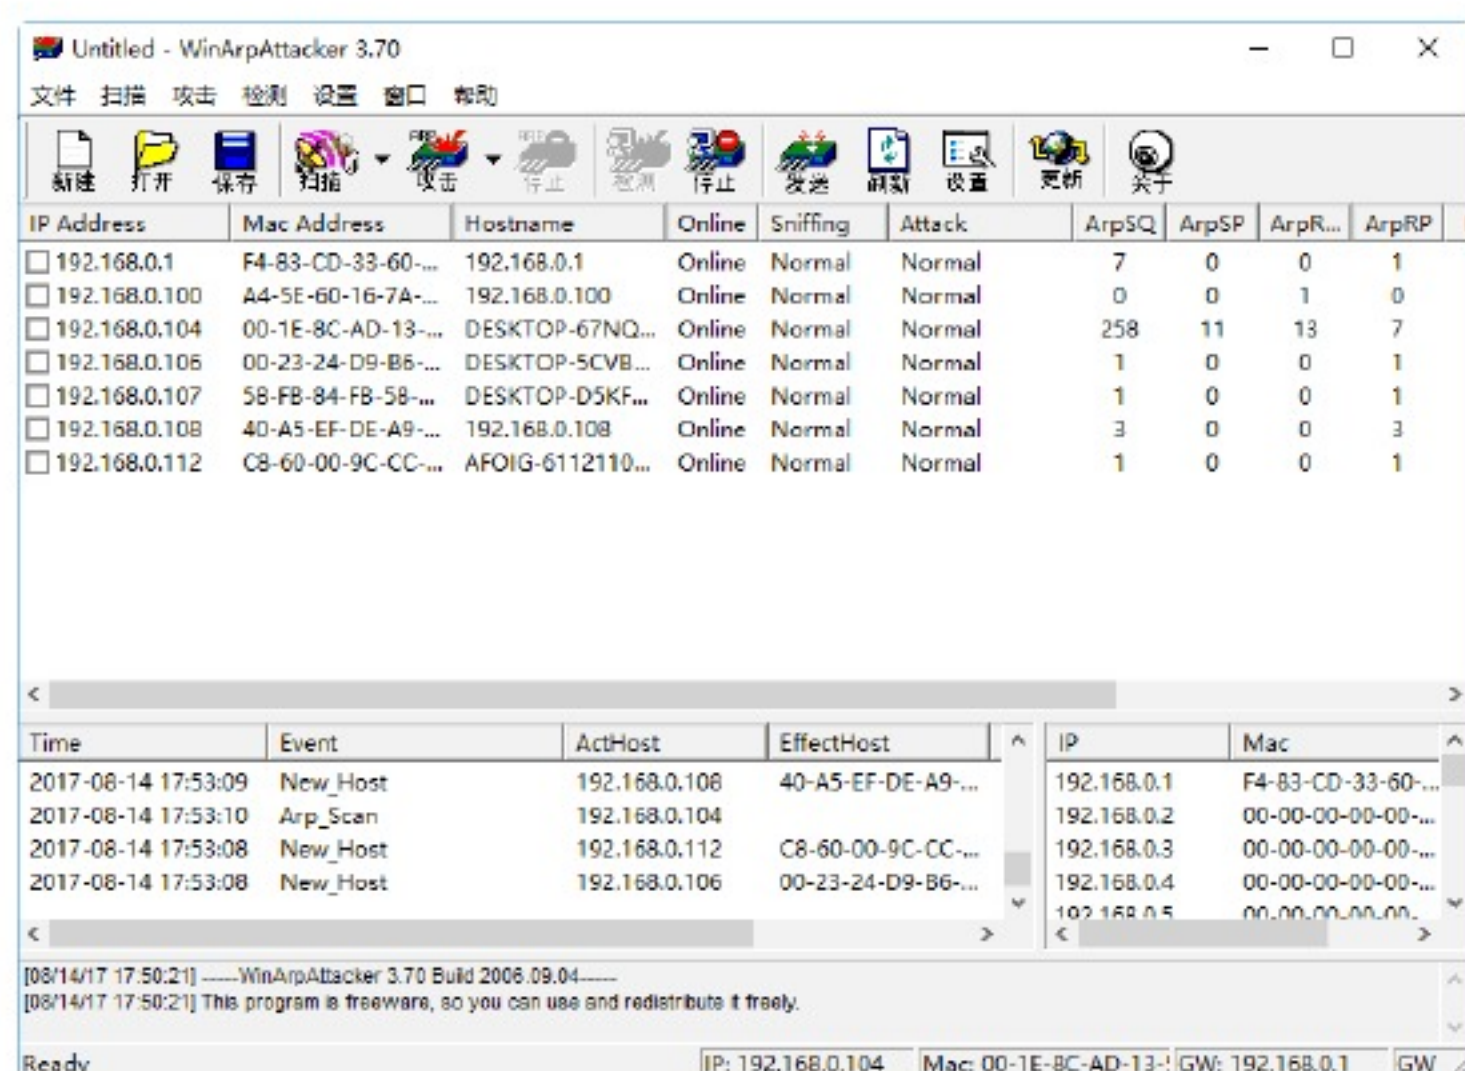 Untitled - WinArpAttacker 3.70
文件 扫描 攻击 检测 设置 窗口 帮助
新建 打开 保存 扫描 攻击 停止 检测 停止 发送 刷新 设置 更新 关于
IP Address Mac Address Hostname Online Sniffing Attack ArpSQ ArpSP ArpR... ArpRP
192.168.0.1 F4-83-CD-33-60-... 192.168.0.1 Online Normal Normal 7 0 0 1
192.168.0.100 A4-5E-60-16-7A-... 192.168.0.100 Online Normal Normal 0 0 1 0
192.168.0.104 00-1E-8C-AD-13-... DESKTOP-67NQ... Online Normal Normal 258 11 13 7
192.168.0.106 00-23-24-D9-B6-... DESKTOP-5CVB... Online Normal Normal 1 0 0 1
192.168.0.107 58-FB-84-FB-58-... DESKTOP-D5KF... Online Normal Normal 1 0 0 1
192.168.0.108 40-A5-EF-DE-A9-... 192.168.0.108 Online Normal Normal 3 0 0 3
192.168.0.112 C8-60-00-9C-CC-... AFOIG-6112110... Online Normal Normal 1 0 0 1
Time Event ActHost EffectHost
2017-08-14 17:53:09 New_Host 192.168.0.108 40-A5-EF-DE-A9-...
2017-08-14 17:53:10 Arp_Scan 192.168.0.104
2017-08-14 17:53:08 New_Host 192.168.0.112 C8-60-00-9C-CC-...
2017-08-14 17:53:08 New_Host 192.168.0.106 00-23-24-D9-B6-...
IP Mac
192.168.0.1 F4-83-CD-33-60-...
192.168.0.2 00-00-00-00-00-...
192.168.0.3 00-00-00-00-00-...
192.168.0.4 00-00-00-00-00-...
192.168.0.5 00-00-00-00-00-
[08/14/17 17:50:21] ------WinArpAttacker 3.70 Build 2006.09.04------
[08/14/17 17:50:21] This program is freeware, so you can use and redistribute it freely.
Ready IP: 192.168.0.104 Mac: 00-1E-8C-AD-13- GW: 192.168.0.1 GW